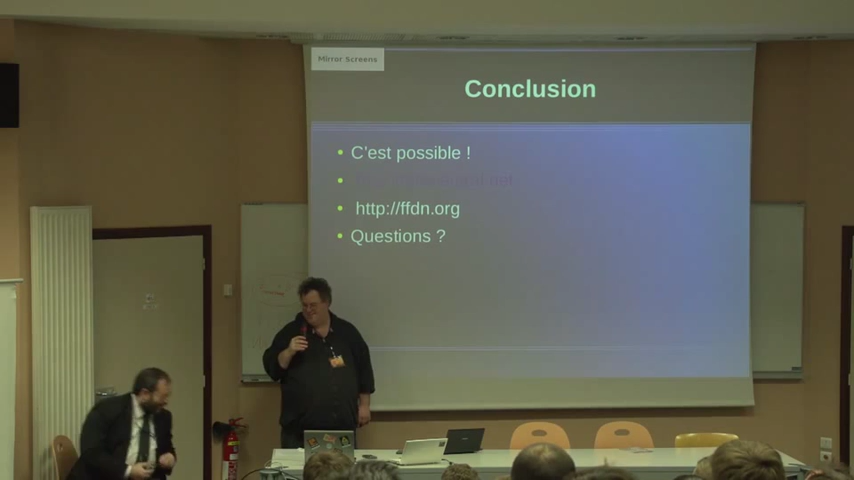 Mirror Screens
Conclusion
C'est possible !
http://ffdn.org
Questions ?